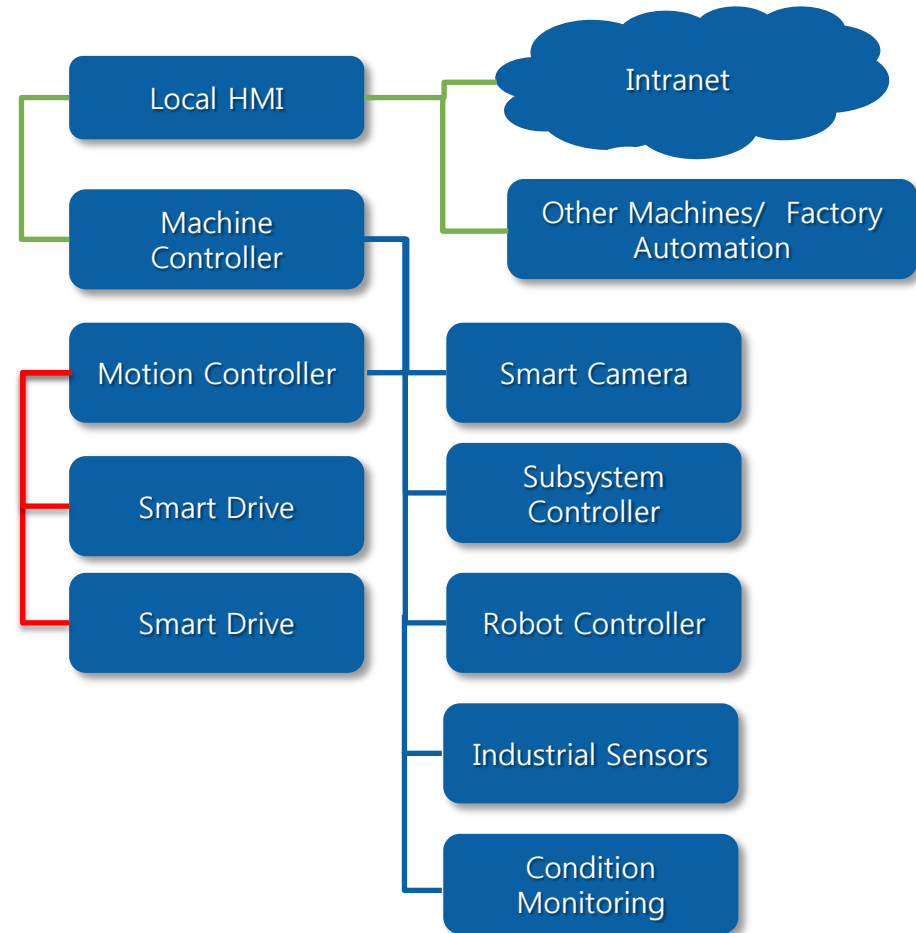 Local HMI
Intranet
Machine
Controller
Other Machines/  Factory
Automation
Motion Controller
Smart Camera
Smart Drive
Subsystem
Controller
Smart Drive
Robot Controller
Industrial Sensors
Condition
Monitoring